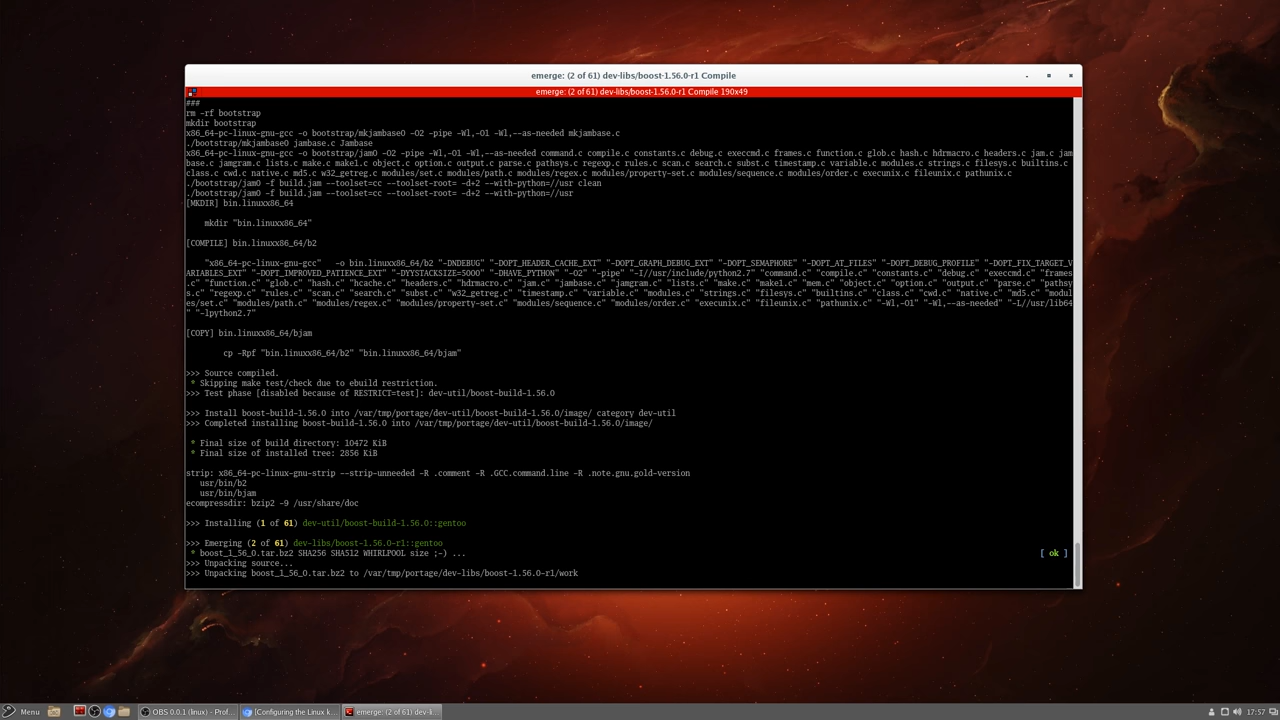 emerge: (2 of 61) dev-libs/boost-1.56.0-r1 Compile
emerge: (2 of 61) dev-libs/boost-1.56.0-r1 Compile 190x49
###
rm -rf bootstrap
mkdir bootstrap
x86_64-pc-linux-gnu-gcc -o bootstrap/mkjambase0 -O2 -pipe -Wl,-O1 -Wl,--as-needed mkjambase.c
./bootstrap/mkjambase0 jambase.c Jambase
x86_64-pc-linux-gnu-gcc -o bootstrap/jam0 -O2 -pipe -Wl,-O1 -Wl,--as-needed command.c compile.c constants.c debug.c execcmd.c frames.c function.c glob.c hash.c hdrmacro.c headers.c jam.c jam
base.c jamgram.c lists.c make.c make1.c object.c option.c output.c parse.c pathsys.c regexp.c rules.c scan.c search.c subst.c timestamp.c variable.c modules.c strings.c filesys.c builtins.c
class.c cwd.c native.c md5.c w32_getreg.c modules/set.c modules/path.c modules/regex.c modules/property-set.c modules/sequence.c modules/order.c execunix.c fileunix.c pathunix.c
./bootstrap/jam0 -f build.jam --toolset=cc --toolset-root= -d+2 --with-python=//usr clean
./bootstrap/jam0 -f build.jam --toolset=cc --toolset-root= -d+2 --with-python=//usr
[MKDIR] bin.linuxx86_64
mkdir "bin.linuxx86_64"
[COMPILE] bin.linuxx86_64/b2
"x86_64-pc-linux-gnu-gcc" -o bin.linuxx86_64/b2 "-DNDEBUG" "-DOPT_HEADER_CACHE_EXT" "-DOPT_GRAPH_DEBUG_EXT" "-DOPT_SEMAPHORE" "-DOPT_AT_FILES" "-DOPT_DEBUG_PROFILE" "-DOPT_FIX_TARGET_V
ARIABLES_EXT" "-DOPT_IMPROVED_PATIENCE_EXT" "-DYYSTACKSIZE=5000" "-DHAVE_PYTHON" "-O2" "-pipe" "-I//usr/include/python2.7" "command.c" "compile.c" "constants.c" "debug.c" "execcmd.c" "frames
.c" "function.c" "glob.c" "hash.c" "hcache.c" "headers.c" "hdrmacro.c" "jam.c" "jambase.c" "jamgram.c" "lists.c" "make.c" "make1.c" "mem.c" "object.c" "option.c" "output.c" "parse.c" "pathsy
s.c" "regexp.c" "rules.c" "scan.c" "search.c" "subst.c" "w32_getreg.c" "timestamp.c" "variable.c" "modules.c" "strings.c" "filesys.c" "builtins.c" "class.c" "cwd.c" "native.c" "md5.c" "modul
es/set.c" "modules/path.c" "modules/regex.c" "modules/property-set.c" "modules/sequence.c" "modules/order.c" "execunix.c" "fileunix.c" "pathunix.c" "-Wl,-O1" "-Wl,--as-needed" "-L//usr/lib64
" "-lpython2.7"
[COPY] bin.linuxx86_64/bjam
cp -Rpf "bin.linuxx86_64/b2" "bin.linuxx86_64/bjam"
>>> Source compiled.
* Skipping make test/check due to ebuild restriction.
>>> Test phase [disabled because of RESTRICT=test]: dev-util/boost-build-1.56.0
>>> Install boost-build-1.56.0 into /var/tmp/portage/dev-util/boost-build-1.56.0/image/ category dev-util
>>> Completed installing boost-build-1.56.0 into /var/tmp/portage/dev-util/boost-build-1.56.0/image/
* Final size of build directory: 10472 KiB
* Final size of installed tree: 2856 KiB
strip: x86_64-pc-linux-gnu-strip --strip-unneeded -R .comment -R .GCC.command.line -R .note.gnu.gold-version
usr/bin/b2
usr/bin/bjam
ecompressdir: bzip2 -9 /usr/share/doc
>>> Installing (1 of 61) dev-util/boost-build-1.56.0::gentoo
>>> Emerging (2 of 61) dev-libs/boost-1.56.0-r1::gentoo
* boost_1_56_0.tar.bz2 SHA256 SHA512 WHIRLPOOL size ;-) ... [ ok ]
>>> Unpacking source...
>>> Unpacking boost_1_56_0.tar.bz2 to /var/tmp/portage/dev-libs/boost-1.56.0-r1/work
Menu OBS 0.0.1 (linux) - Prof... [Configuring the Linux k... emerge: (2 of 61) dev-li... 17:57